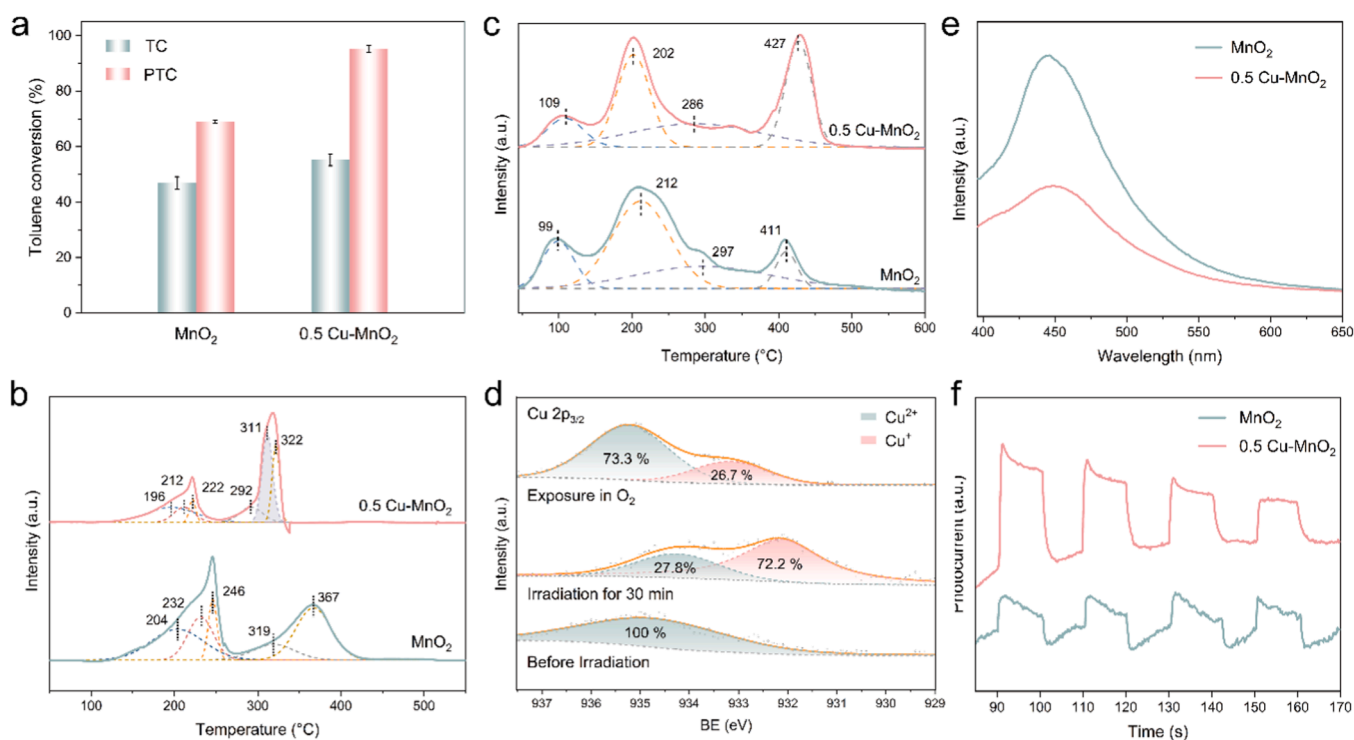 a
100
80
60
40
20
0
Toluene conversion (%)
TC
PTC
MnO₂
0.5 Cu-MnO₂
b
Intensity (a.u.)
196
212
222
292
311
322
0.5 Cu-MnO₂
204
232
246
319
367
MnO₂
100
200
300
400
500
Temperature (°C)
c
Intensity (a.u.)
109
202
286
427
0.5 Cu-MnO₂
99
212
297
411
MnO₂
100
200
300
400
500
600
Temperature (°C)
d
Intensity (a.u.)
Cu 2p₃/₂
Cu²⁺
Cu⁺
73.3 %
26.7 %
Exposure in O₂
27.8%
72.2 %
Irradiation for 30 min
100 %
Before Irradiation
937
935
934
933
932
930
929
BE (eV)
e
Intensity (a.u.)
MnO₂
0.5 Cu-MnO₂
400
450
500
550
600
650
Wavelength (nm)
f
Photocurrent (a.u.)
MnO₂
0.5 Cu-MnO₂
90
100
110
120
130
140
150
160
170
Time (s)